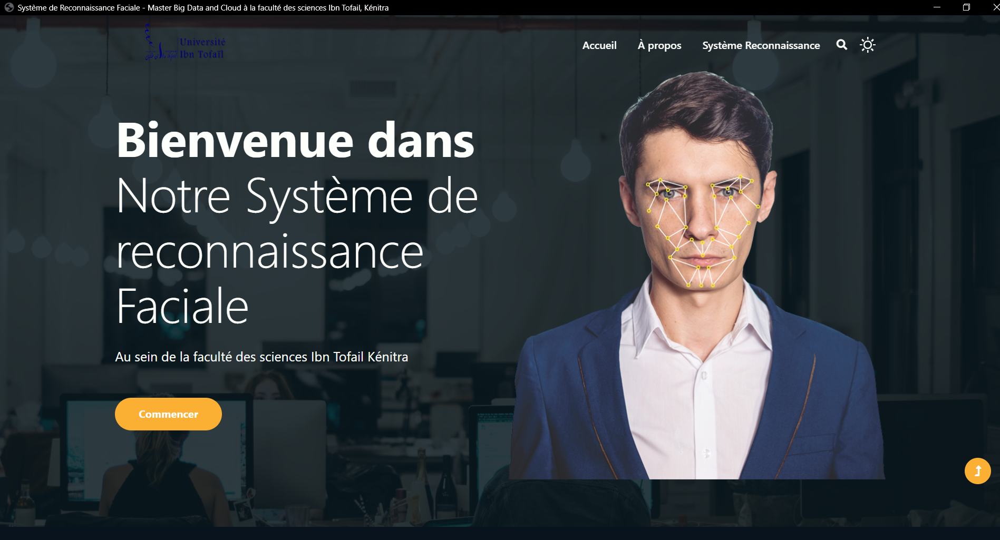 Système de Reconnaissance Faciale - Master Big Data and Cloud à la faculté des sciences Ibn Tofail, Kénitra
Université
Ibn Tofaïl
Accueil
À propos
Système Reconnaissance
Bienvenue dans
Notre Système de
reconnaissance
Faciale
Au sein de la faculté des sciences Ibn Tofail Kénitra
Commencer